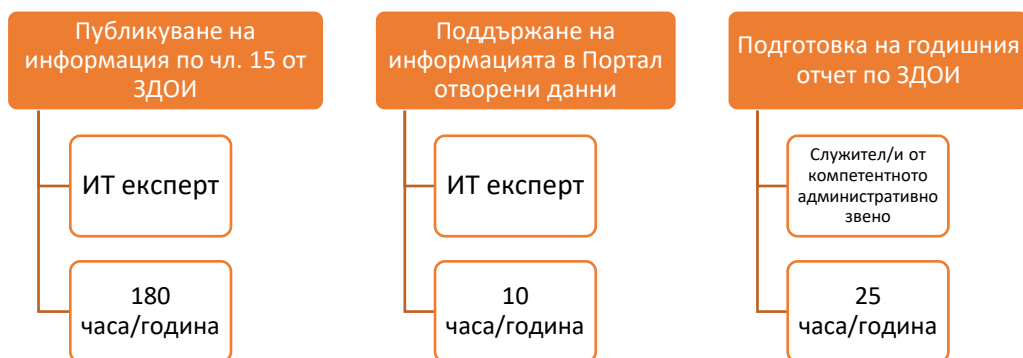 Публикуване на
информация по чл. 15 от
ЗДОИ
ИТ експерт
180
часа/година
Поддържане на
информацията в Портал
отворени данни
ИТ експерт
10
часа/година
Подготовка на годишния
отчет по ЗДОИ
Служител/и от
компетентното
административно
звено
25
часа/година